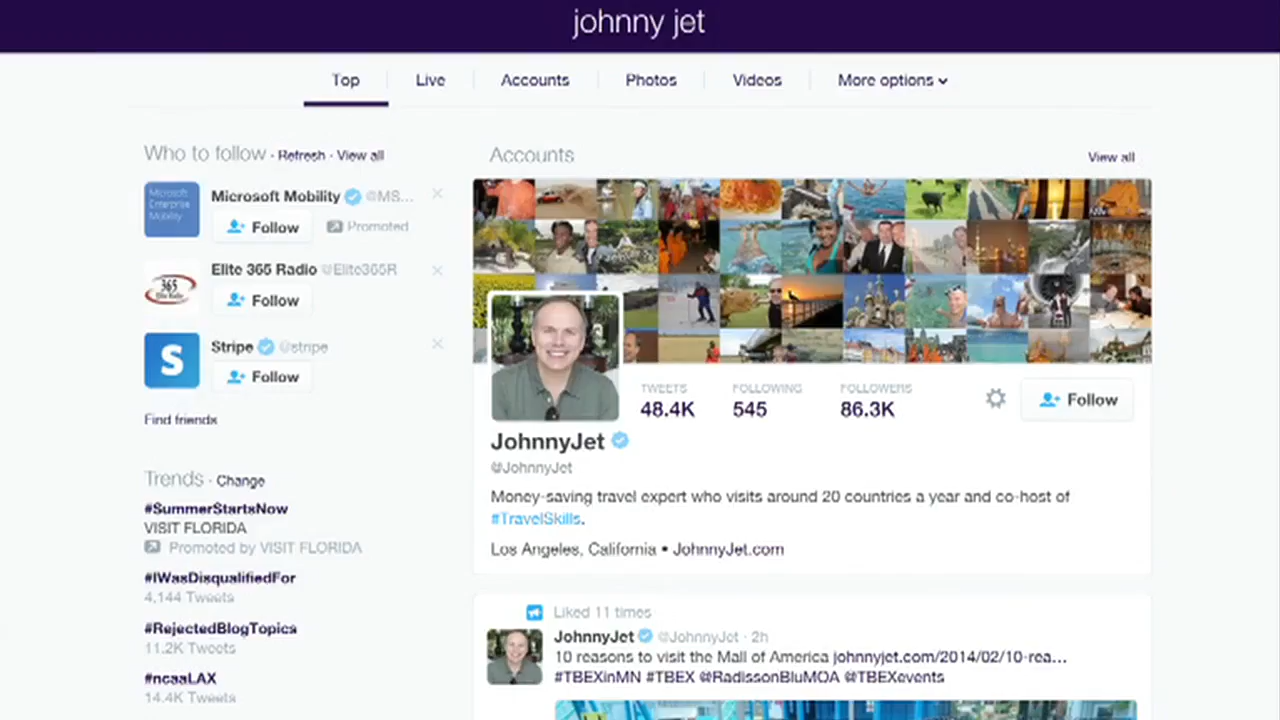 johnny jet
Top
Live
Accounts
Photos
Videos
More options
Who to follow · Refresh · View all
Microsoft Enterprise Mobility
Microsoft Mobility @MS...
Follow
Promoted
365
Elite 365 Radio @Elite365R
Follow
S
Stripe @stripe
Follow
Find friends
Trends · Change
#SummerStartsNow
VISIT FLORIDA
Promoted by VISIT FLORIDA
#IWasDisqualifiedFor
4,144 Tweets
#RejectedBlogTopics
11.2K Tweets
#ncaaLAX
14.4K Tweets
Accounts
View all
TWEETS
48.4K
FOLLOWING
545
FOLLOWERS
86.3K
Follow
JohnnyJet
@JohnnyJet
Money-saving travel expert who visits around 20 countries a year and co-host of
#TravelSkills.
Los Angeles, California • JohnnyJet.com
Liked 11 times
JohnnyJet @JohnnyJet · 2h
10 reasons to visit the Mall of America johnnyjet.com/2014/02/10-rea...
#TBEXinMN #TBEX @RadissonBluMOA @TBEXevents